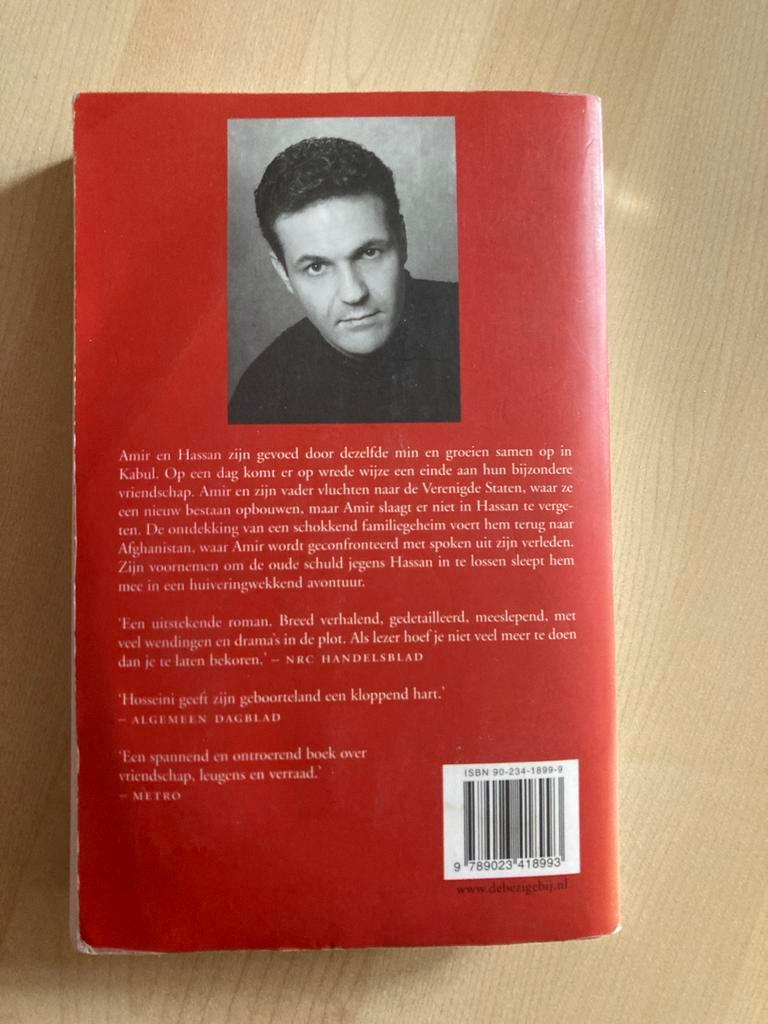 Amir en Hassan zijn gevoed door dezelfde min en groeien samen op in
Kabul. Op een dag komt er op wrede wijze een einde aan hun bijzondere
vriendschap. Amir en zijn vader vluchten naar de Verenigde Staten, waar ze
een nieuw bestaan opbouwen, maar Amir slaagt er niet in Hassan te verge-
ten. De ontdekking van een schokkend familiegeheim voert hem terug naar
Afghanistan, waar Amir wordt geconfronteerd met spoken uit zijn verleden.
Zijn voornemen om de oude schuld jegens Hassan in te lossen sleept hem
mee in een huiveringwekkend avontuur.
'Een uitstekende roman. Breed verhalend, gedetailleerd, meeslepend, met
veel wendingen en drama's in de plot. Als lezer hoef je niet veel meer te doen
dan je te laten bekoren.' – NRC HANDELSBLAD
'Hosseini geeft zijn geboorteland een kloppend hart.'
– ALGEMEEN DAGBLAD
'Een spannend en ontroerend boek over
vriendschap, leugens en verraad.'
– METRO
ISBN 90-234-1899-9
9 789023 418993
www.debezigebij.nl